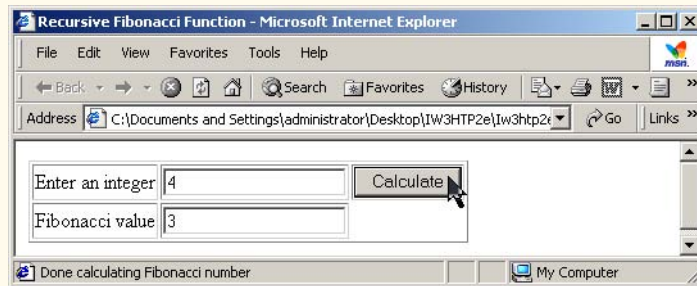 Recursive Fibonacci Function - Microsoft Internet Explorer
File Edit View Favorites Tools Help
msn.
Back Search Favorites History
Address C:\Documents and Settings\administrator\Desktop\IW3HTP2e\Iw3htp2e Go Links
Enter an integer 4 Calculate
Fibonacci value 3
Done calculating Fibonacci number My Computer